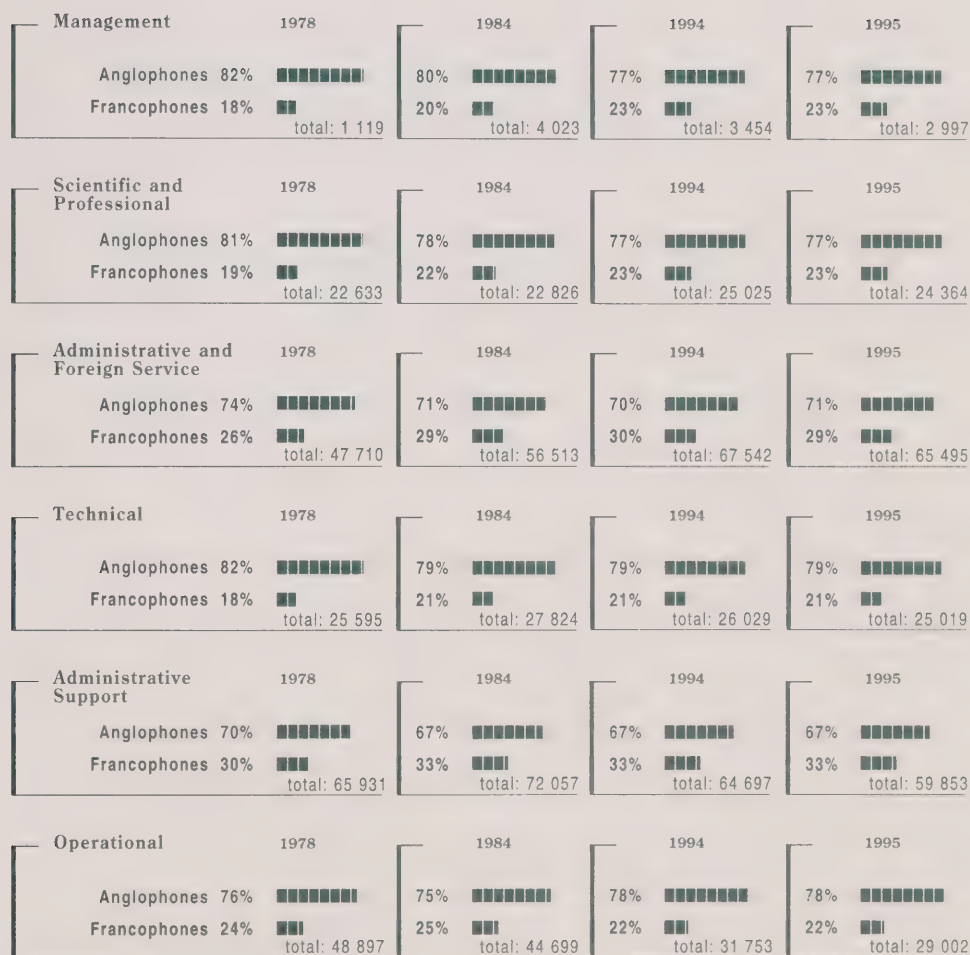 Management 1978 1984 1994 1995
Anglophones 82% 80% 77% 77%
Francophones 18% 20% 23% 23%
total: 1 119 total: 4 023 total: 3 454 total: 2 997
Scientific and 1978 1984 1994 1995
Professional
Anglophones 81% 78% 77% 77%
Francophones 19% 22% 23% 23%
total: 22 633 total: 22 826 total: 25 025 total: 24 364
Administrative and 1978 1984 1994 1995
Foreign Service
Anglophones 74% 71% 70% 71%
Francophones 26% 29% 30% 29%
total: 47 710 total: 56 513 total: 67 542 total: 65 495
Technical 1978 1984 1994 1995
Anglophones 82% 79% 79% 79%
Francophones 18% 21% 21% 21%
total: 25 595 total: 27 824 total: 26 029 total: 25 019
Administrative 1978 1984 1994 1995
Support
Anglophones 70% 67% 67% 67%
Francophones 30% 33% 33% 33%
total: 65 931 total: 72 057 total: 64 697 total: 59 853
Operational 1978 1984 1994 1995
Anglophones 76% 75% 78% 78%
Francophones 24% 25% 22% 22%
total: 48 897 total: 44 699 total: 31 753 total: 29 002